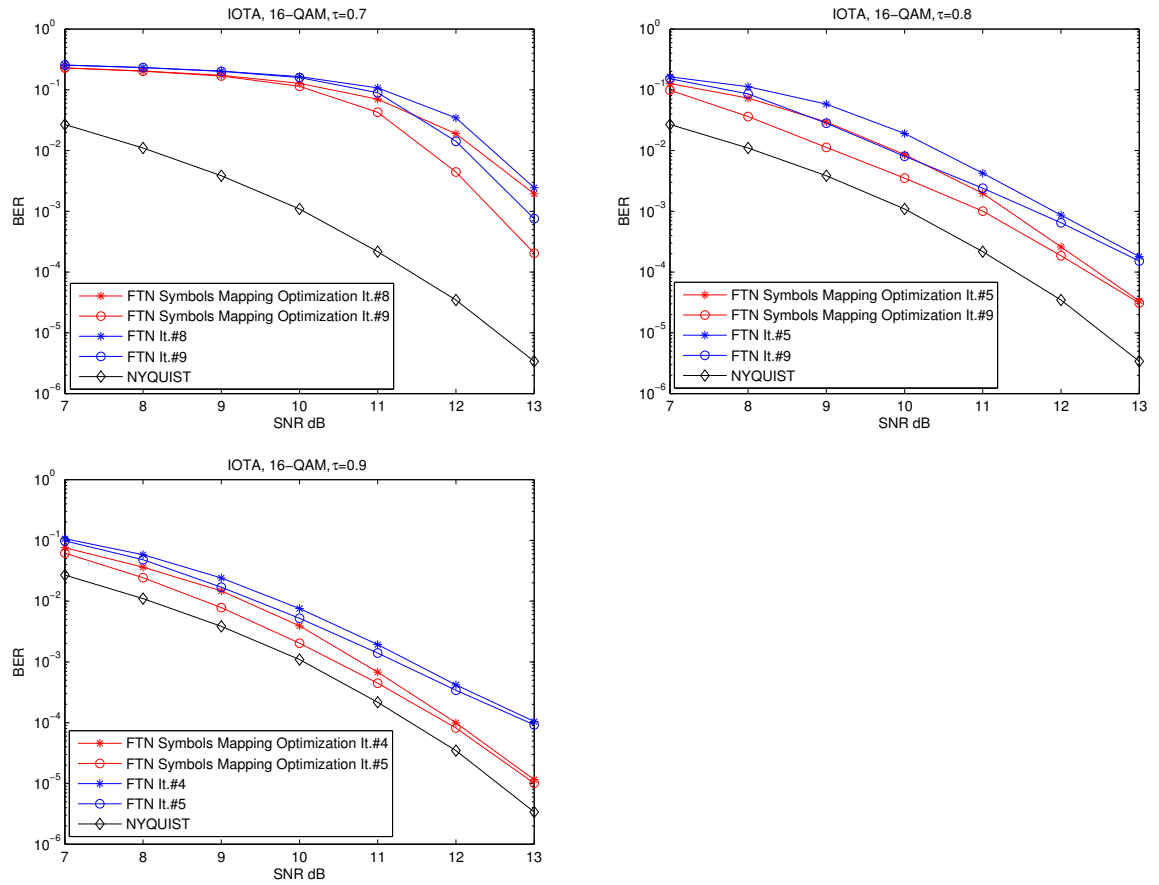 IOTA, 16−QAM, τ=0.7
10^0
10^−1
10^−2
10^−3
10^−4
10^−5
10^−6
BER
FTN Symbols Mapping Optimization It.#8
FTN Symbols Mapping Optimization It.#9
FTN It.#8
FTN It.#9
NYQUIST
7 8 9 10 11 12 13
SNR dB
IOTA, 16−QAM, τ=0.8
10^0
10^−1
10^−2
10^−3
10^−4
10^−5
10^−6
BER
FTN Symbols Mapping Optimization It.#5
FTN Symbols Mapping Optimization It.#9
FTN It.#5
FTN It.#9
NYQUIST
7 8 9 10 11 12 13
SNR dB
IOTA, 16−QAM, τ=0.9
10^0
10^−1
10^−2
10^−3
10^−4
10^−5
10^−6
BER
FTN Symbols Mapping Optimization It.#4
FTN Symbols Mapping Optimization It.#5
FTN It.#4
FTN It.#5
NYQUIST
7 8 9 10 11 12 13
SNR dB